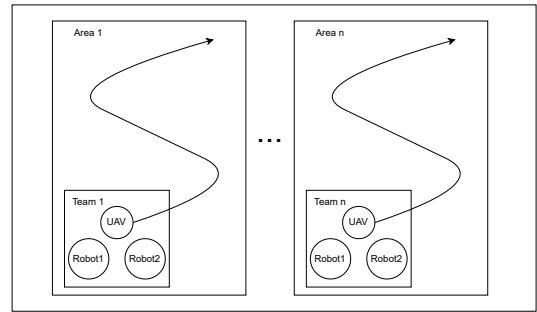 Area 1
Team 1
UAV
Robot1 Robot2
...
Area n
Team n
UAV
Robot1 Robot2